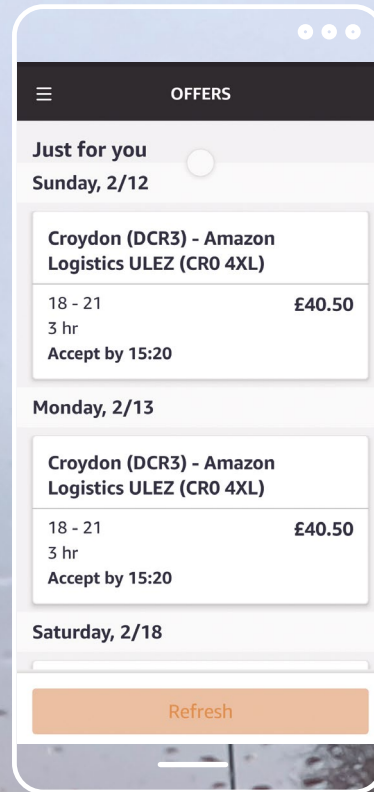 OFFERS
Just for you
Sunday, 2/12
Croydon (DCR3) - Amazon
Logistics ULEZ (CR0 4XL)
18 - 21 £40.50
3 hr
Accept by 15:20
Monday, 2/13
Croydon (DCR3) - Amazon
Logistics ULEZ (CR0 4XL)
18 - 21 £40.50
3 hr
Accept by 15:20
Saturday, 2/18
Refresh